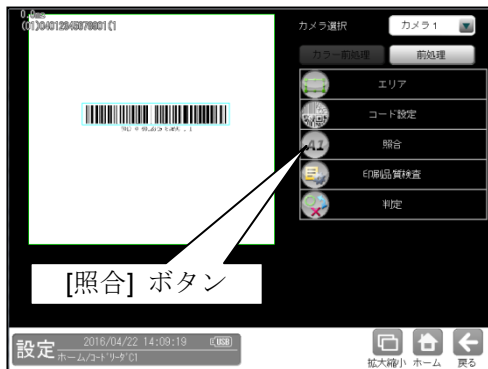 0.0ms
(01)04012345678901(1
カメラ選択
カメラ1
カラー前処理
前処理
エリア
コード設定
照合
印刷品質検査
判定
[照合] ボタン
設定
2016/04/22 14:09:19
USB
ホーム/コードリーダC1
拡大縮小
ホーム
戻る